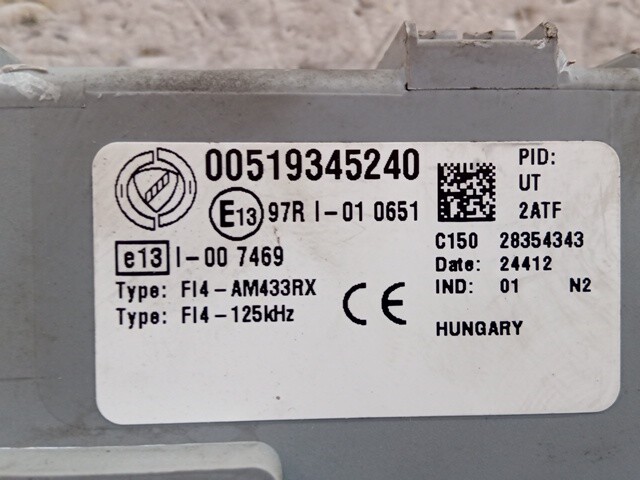 00519345240
E13 97R I-01 0651
e13 I-00 7469
Type: FI4-AM433RX
Type: FI4-125kHz
CE
PID:
UT
2ATF
C150 28354343
Date: 24412
IND: 01 N2
HUNGARY